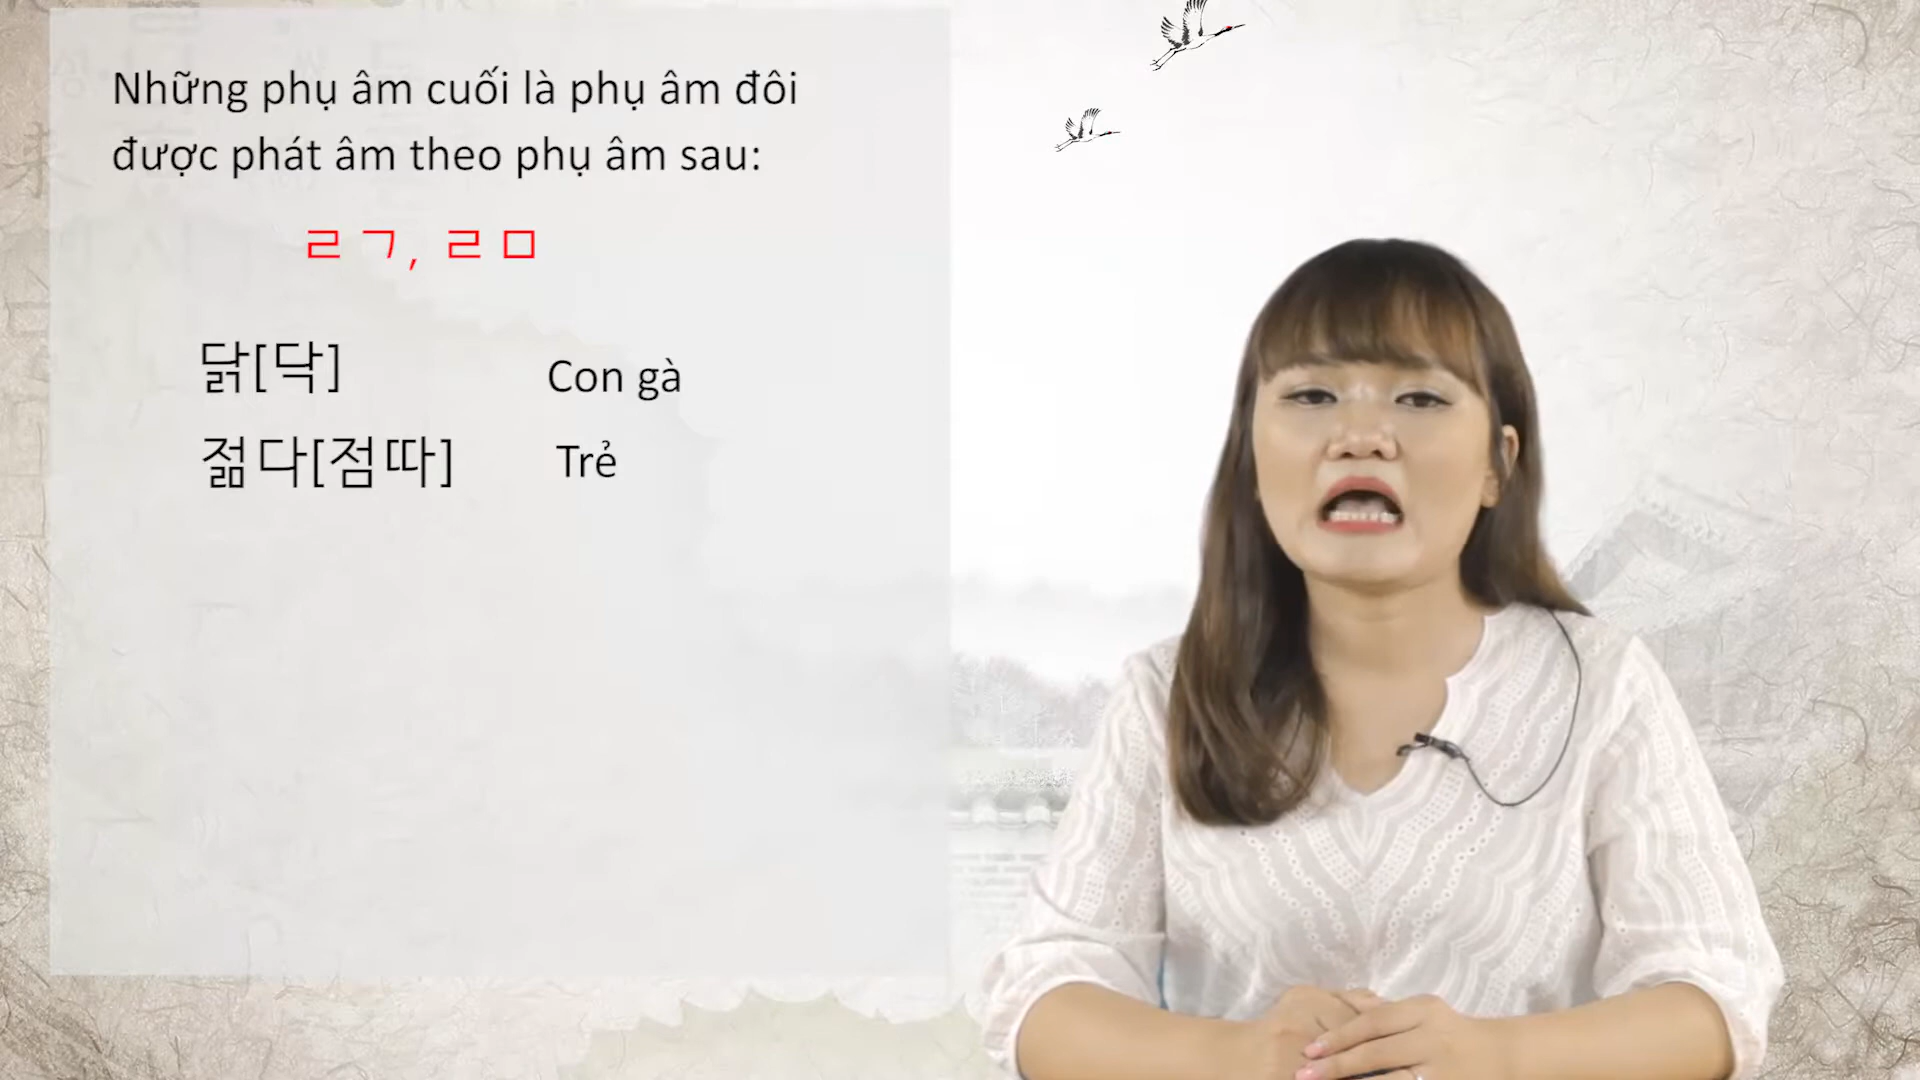 Những phụ âm cuối là phụ âm đôi
được phát âm theo phụ âm sau:
ㄹㄱ, ㄹㅁ
닭[닥] Con gà
젊다[점따] Trẻ